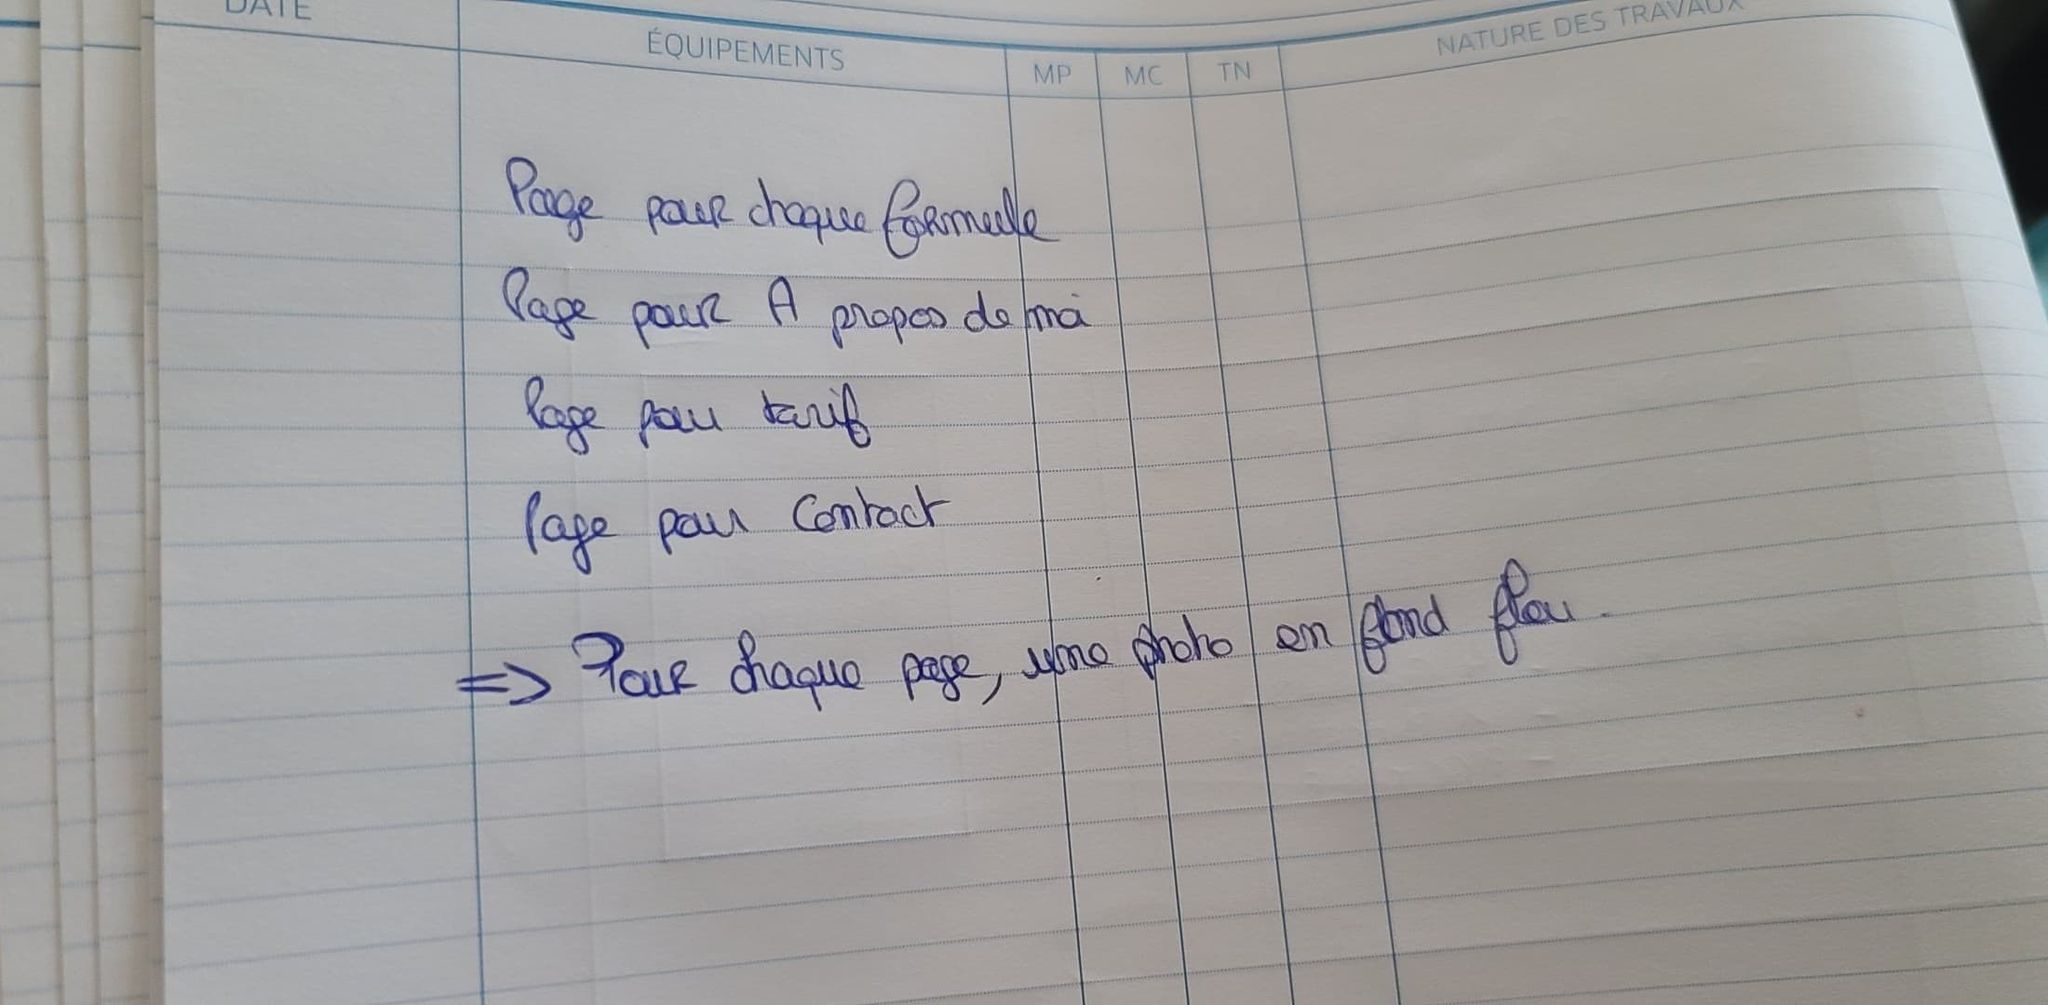 DATE
ÉQUIPEMENTS
MP
MC
TN
NATURE DES TRAVAUX
Page pour chaque formule
Page pour A propos de moi
Page pour tarif
Page pour Contact
=> Pour chaque page, une photo en fond flou.